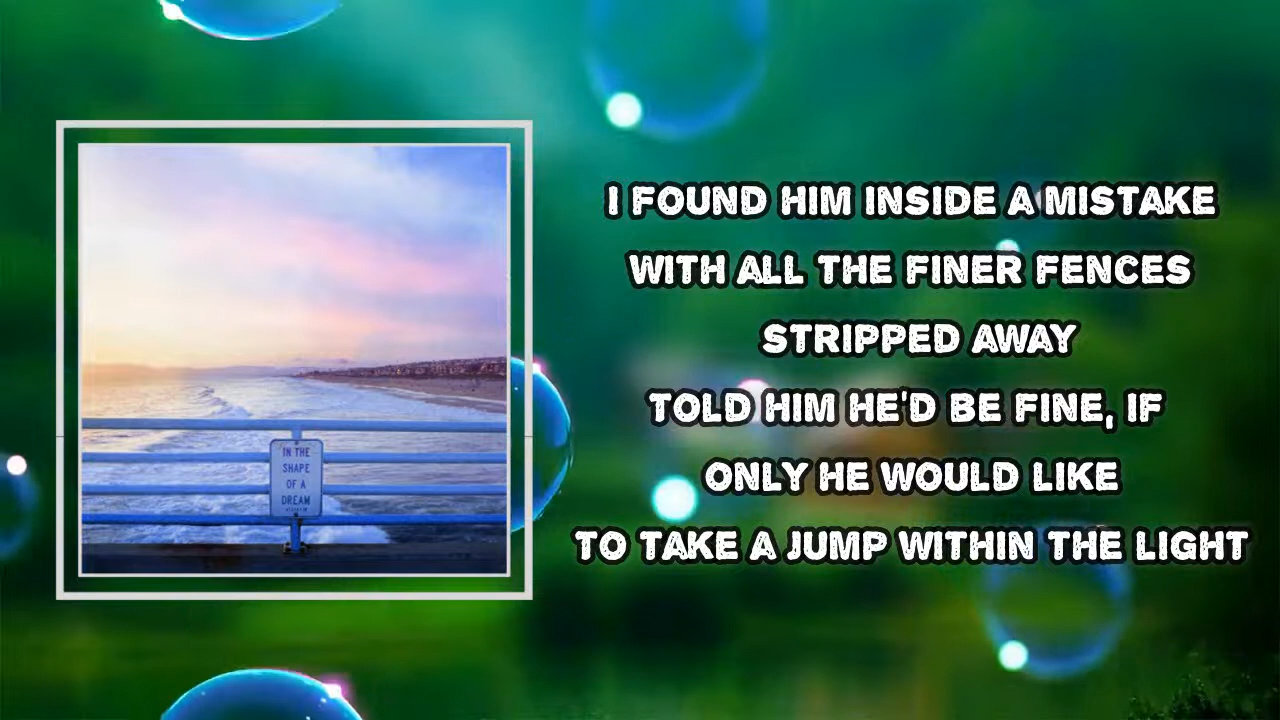 IN THE
SHAPE
OF A
DREAM
I FOUND HIM INSIDE A MISTAKE
WITH ALL THE FINER FENCES
STRIPPED AWAY
TOLD HIM HE'D BE FINE, IF
ONLY HE WOULD LIKE
TO TAKE A JUMP WITHIN THE LIGHT